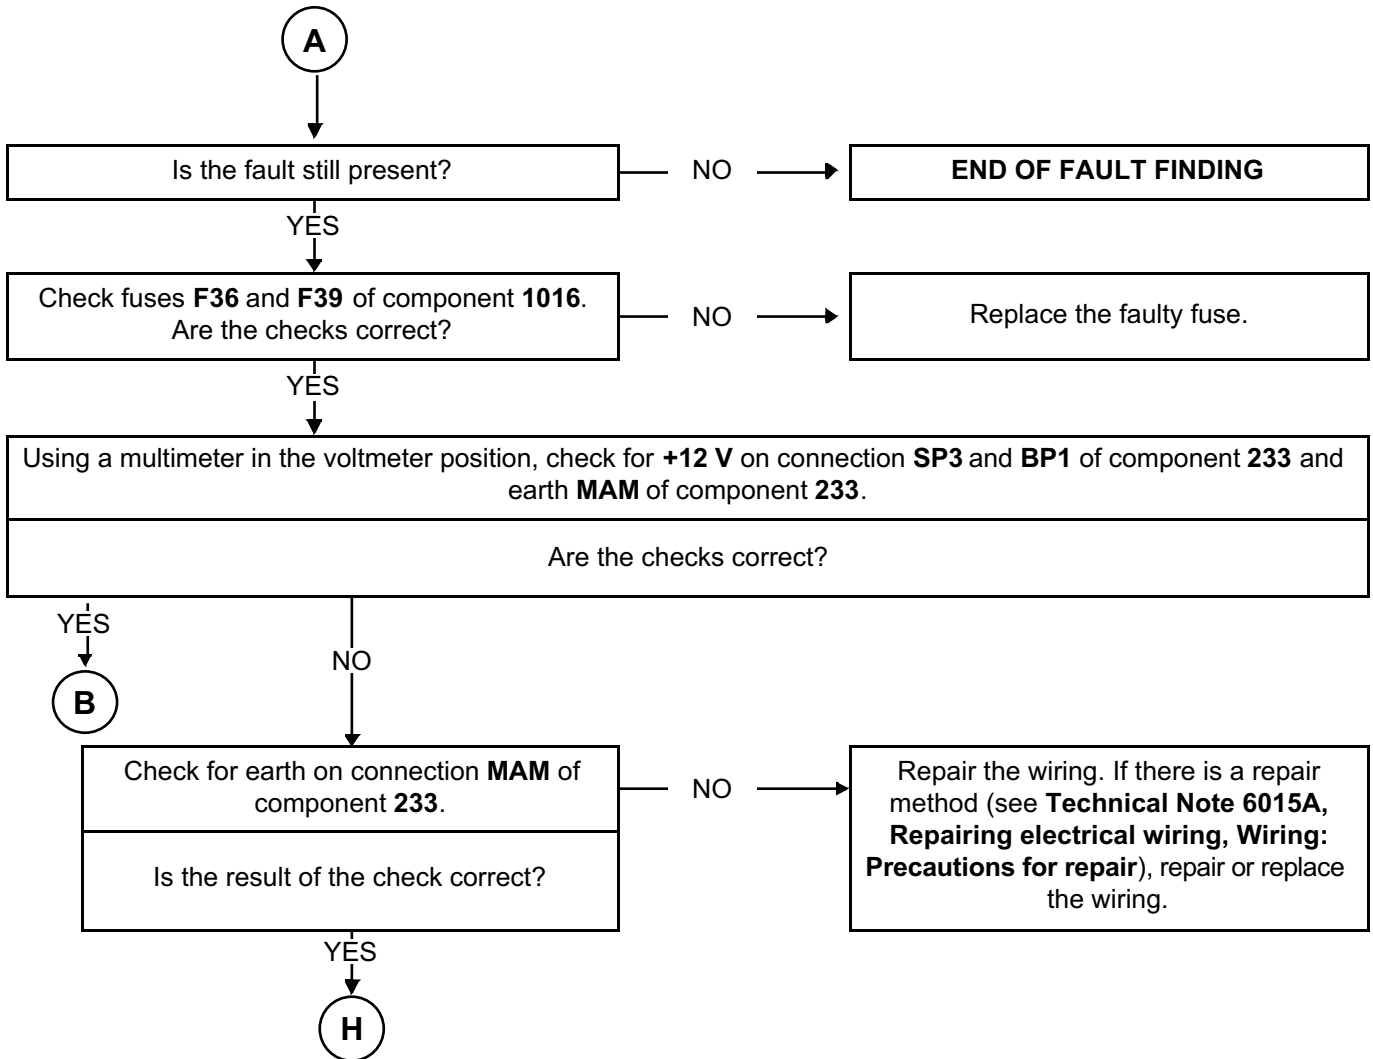 A
Is the fault still present?
NO
END OF FAULT FINDING
YES
Check fuses F36 and F39 of component 1016.
Are the checks correct?
NO
Replace the faulty fuse.
YES
Using a multimeter in the voltmeter position, check for +12 V on connection SP3 and BP1 of component 233 and
earth MAM of component 233.
Are the checks correct?
YES
B
NO
Check for earth on connection MAM of
component 233.
Is the result of the check correct?
NO
Repair the wiring. If there is a repair
method (see Technical Note 6015A,
Repairing electrical wiring, Wiring:
Precautions for repair), repair or replace
the wiring.
YES
H